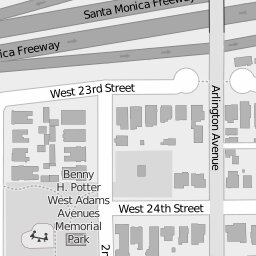 Santa Monica Freeway
Freeway
West 23rd Street
Arlington Avenue
Benny
H. Potter
West Adams
Avenues
Memorial
Park
West 24th Street